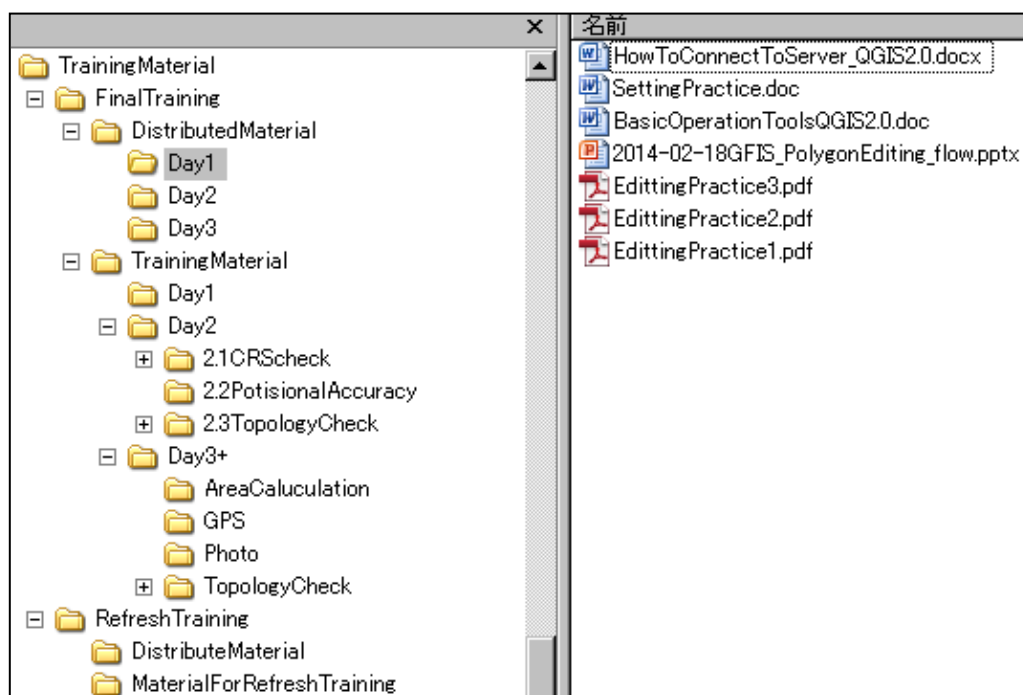 TrainingMaterial
FinalTraining
DistributedMaterial
Day1
Day2
Day3
TrainingMaterial
Day1
Day2
2.1CRScheck
2.2PotisionalAccuracy
2.3TopologyCheck
Day3+
AreaCaluculation
GPS
Photo
TopologyCheck
RefreshTraining
DistributeMaterial
MaterialForRefreshTraining
名前
HowToConnectToServer_QGIS2.0.docx
SettingPractice.doc
BasicOperationToolsQGIS2.0.doc
2014-02-18GFIS_PolygonEditing_flow.pptx
EdittingPractice3.pdf
EdittingPractice2.pdf
EdittingPractice1.pdf